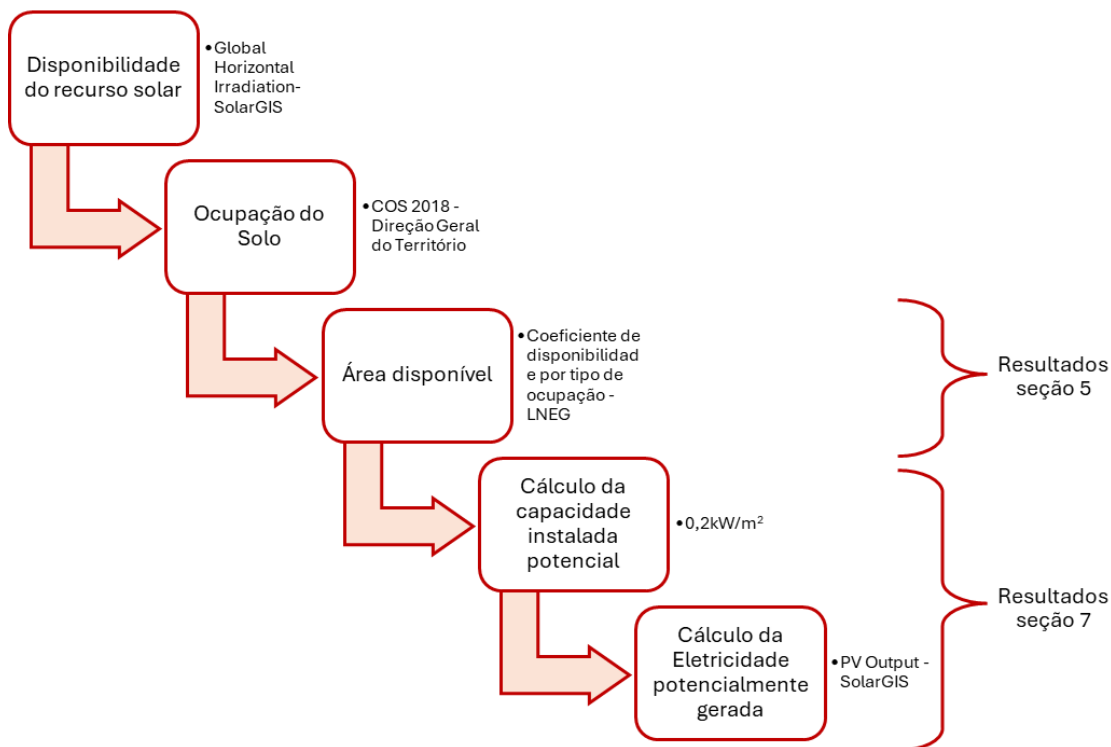 Disponibilidade
do recurso solar
•Global
Horizontal
Irradiation-
SolarGIS
Ocupação do
Solo
•COS 2018 -
Direção Geral
do Território
Área disponível
•Coeficiente de
disponibilidad
e por tipo de
ocupação -
LNEG
Resultados
seção 5
Cálculo da
capacidade
instalada
potencial
•0,2kW/m²
Cálculo da
Eletricidade
potencialmente
gerada
•PV Output -
SolarGIS
Resultados
seção 7